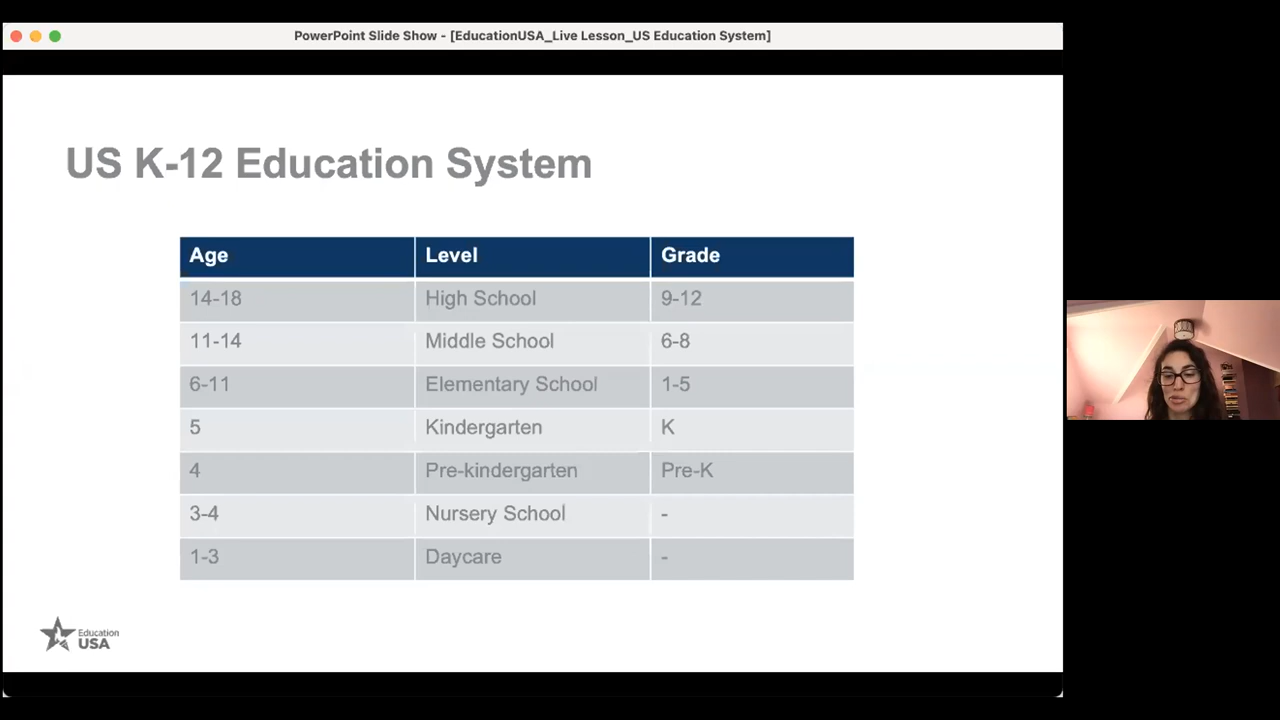 PowerPoint Slide Show - [EducationUSA_Live Lesson_US Education System]
US K-12 Education System
Age Level Grade
14-18 High School 9-12
11-14 Middle School 6-8
6-11 Elementary School 1-5
5 Kindergarten K
4 Pre-kindergarten Pre-K
3-4 Nursery School -
1-3 Daycare -
Education
USA